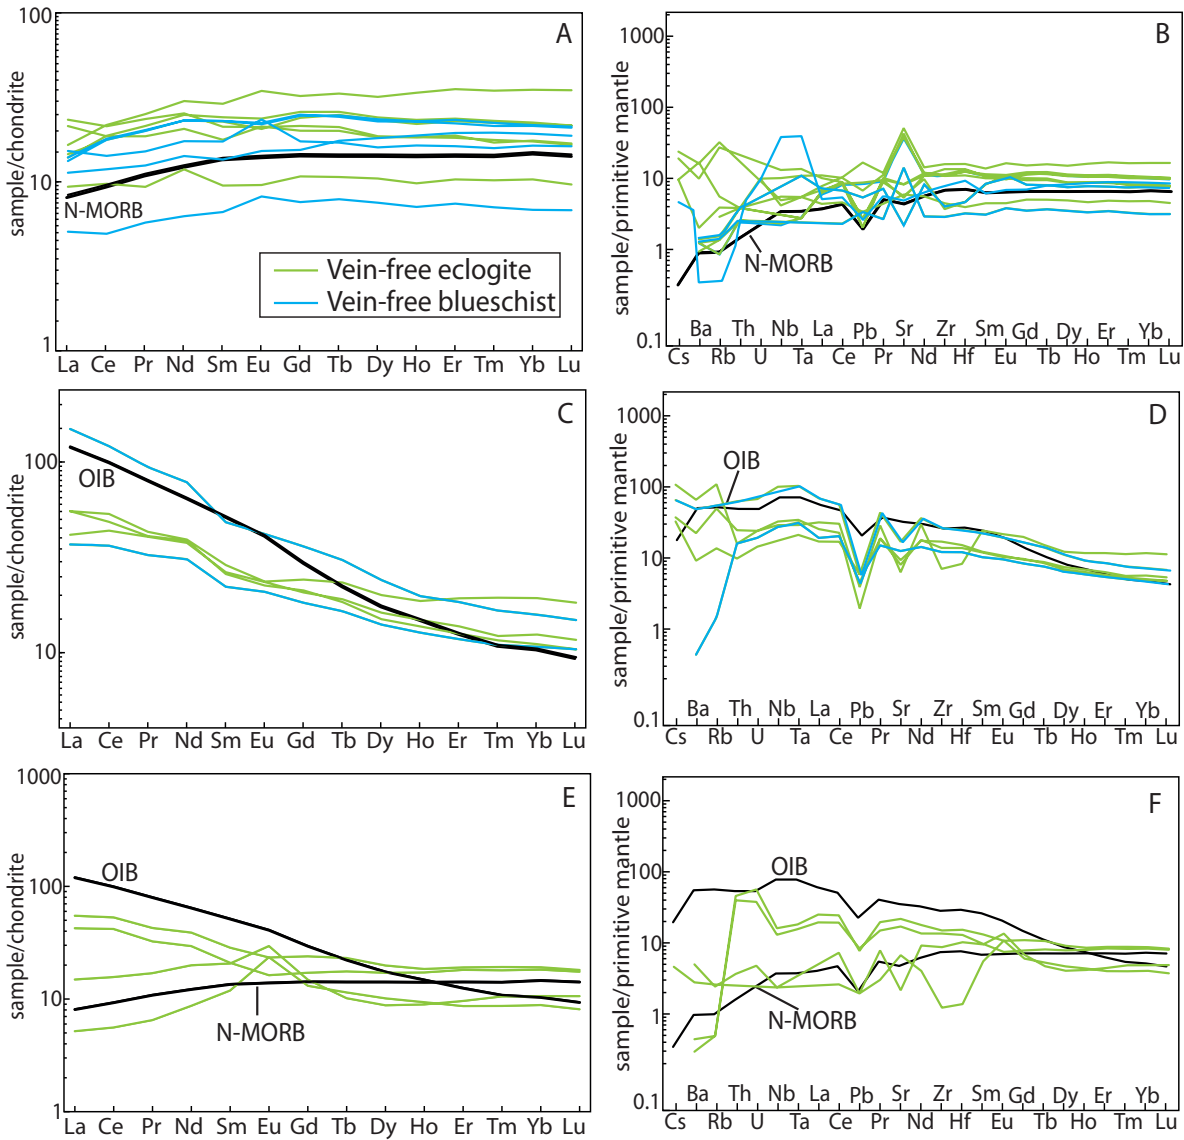 A
sample/chondrite
100
10
1
N-MORB
Vein-free eclogite
Vein-free blueschist
La Ce Pr Nd Sm Eu Gd Tb Dy Ho Er Tm Yb Lu
B
sample/primitive mantle
1000
100
10
1
0.1
N-MORB
Ba Rb Th Nb La Pb Sr Zr Sm Gd Dy Er Yb
Cs Rb U Ta Ce Pr Nd Hf Eu Tb Ho Tm Lu
C
sample/chondrite
100
10
OIB
La Ce Pr Nd Sm Eu Gd Tb Dy Ho Er Tm Yb Lu
D
sample/primitive mantle
1000
100
10
1
0.1
OIB
Ba Th Nb La Pb Sr Zr Sm Gd Dy Er Yb
Cs Rb U Ta Ce Pr Nd Hf Eu Tb Ho Tm Lu
E
sample/chondrite
1000
100
10
1
OIB
N-MORB
La Ce Pr Nd Sm Eu Gd Tb Dy Ho Er Tm Yb Lu
F
sample/primitive mantle
1000
100
10
1
0.1
OIB
N-MORB
Ba Th Nb La Pb Sr Zr Sm Gd Dy Er Yb
Cs Rb U Ta Ce Pr Nd Hf Eu Tb Ho Tm Lu